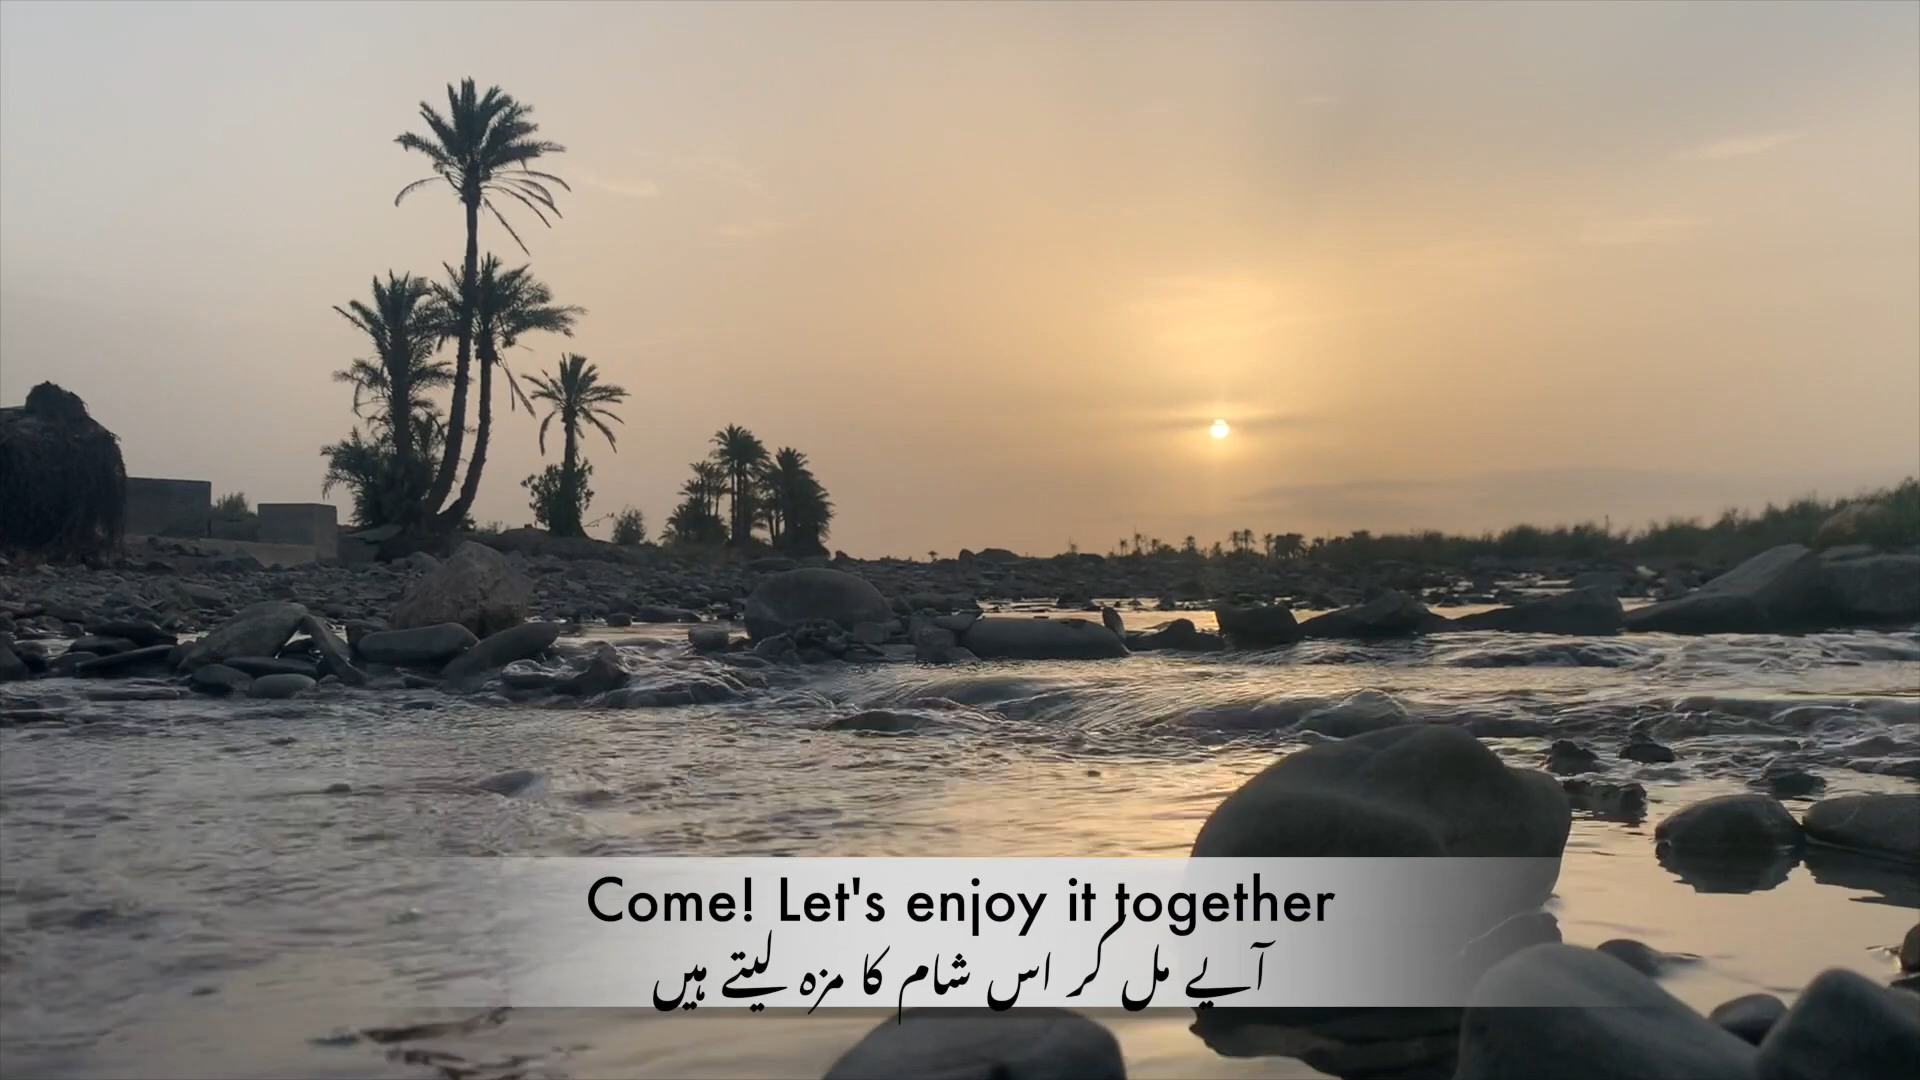 Come! Let's enjoy it together
آیے مل کر اس شام کا مزہ لیتے ہیں